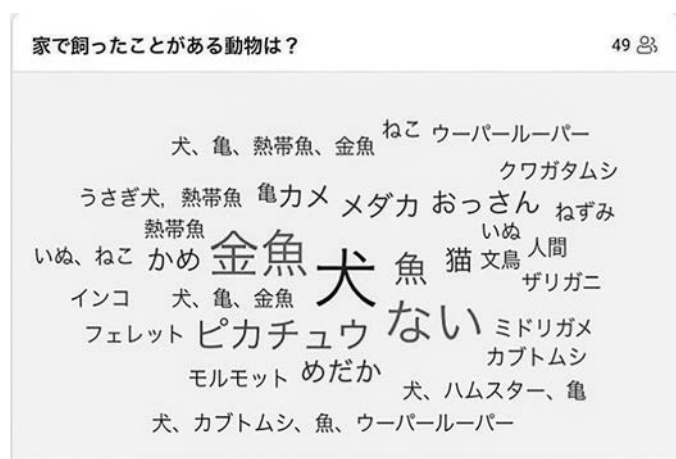 家で飼ったことがある動物は？ 49
ねこ ウーパールーパー
犬、亀、熱帯魚、金魚
クワガタムシ
うさぎ犬, 熱帯魚 亀 カメ メダカ おっさん ねずみ
熱帯魚 いぬ
いぬ、ねこ かめ 金魚 犬 魚 猫 文鳥 人間
ザリガニ
インコ 犬、亀、金魚
フェレット ピカチュウ ない ミドリガメ
カブトムシ
モルモット めだか
犬、ハムスター、亀
犬、カブトムシ、魚、ウーパールーパー